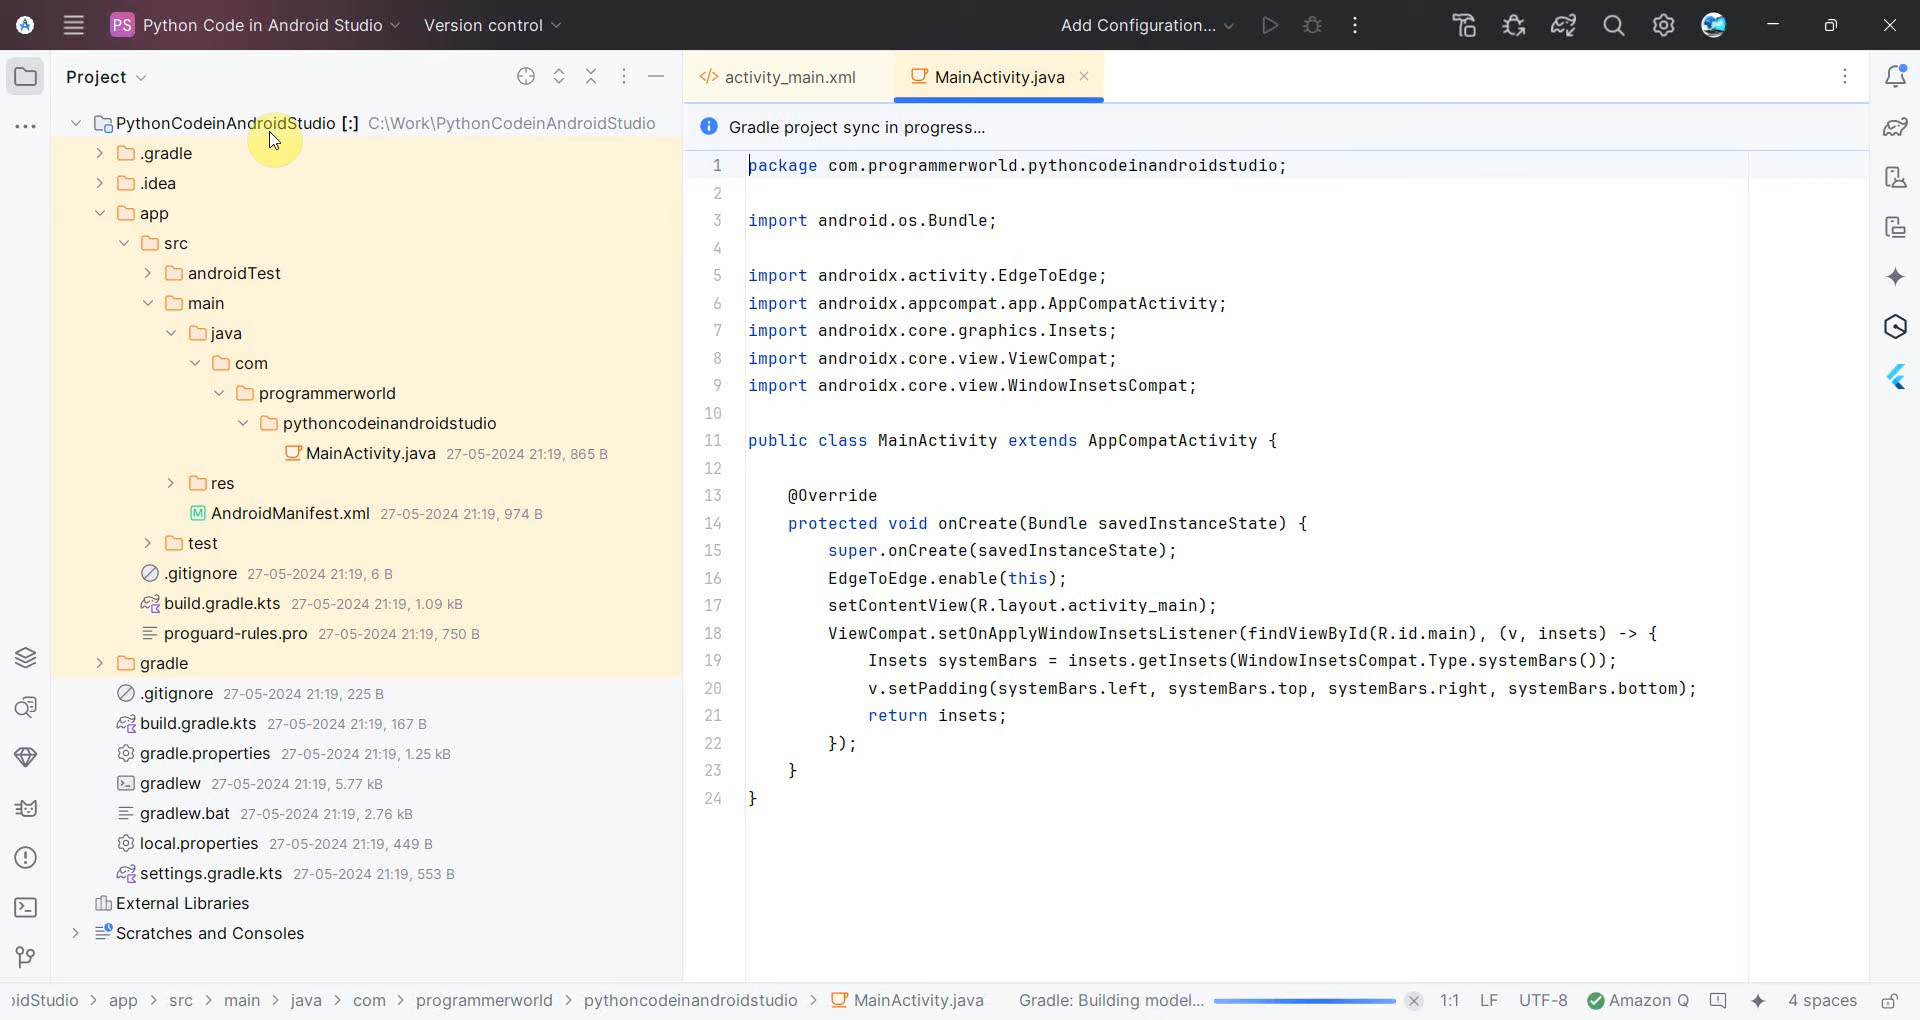 PS Python Code in Android Studio Version control Add Configuration...
Project
activity_main.xml MainActivity.java
PythonCodeinAndroidStudio [:] C:\Work\PythonCodeinAndroidStudio
Gradle project sync in progress...
.gradle
.idea
app
src
androidTest
main
java
com
programmerworld
pythoncodeinandroidstudio
MainActivity.java 27-05-2024 21:19, 865 B
res
AndroidManifest.xml 27-05-2024 21:19, 974 B
test
.gitignore 27-05-2024 21:19, 6 B
build.gradle.kts 27-05-2024 21:19, 1.09 kB
proguard-rules.pro 27-05-2024 21:19, 750 B
gradle
.gitignore 27-05-2024 21:19, 225 B
build.gradle.kts 27-05-2024 21:19, 167 B
gradle.properties 27-05-2024 21:19, 1.25 kB
gradlew 27-05-2024 21:19, 5.77 kB
gradlew.bat 27-05-2024 21:19, 2.76 kB
local.properties 27-05-2024 21:19, 449 B
settings.gradle.kts 27-05-2024 21:19, 553 B
External Libraries
Scratches and Consoles
1 package com.programmerworld.pythoncodeinandroidstudio;
2
3 import android.os.Bundle;
4
5 import androidx.activity.EdgeToEdge;
6 import androidx.appcompat.app.AppCompatActivity;
7 import androidx.core.graphics.Insets;
8 import androidx.core.view.ViewCompat;
9 import androidx.core.view.WindowInsetsCompat;
10
11 public class MainActivity extends AppCompatActivity {
12
13 @Override
14 protected void onCreate(Bundle savedInstanceState) {
15 super.onCreate(savedInstanceState);
16 EdgeToEdge.enable(this);
17 setContentView(R.layout.activity_main);
18 ViewCompat.setOnApplyWindowInsetsListener(findViewById(R.id.main), (v, insets) -> {
19 Insets systemBars = insets.getInsets(WindowInsetsCompat.Type.systemBars());
20 v.setPadding(systemBars.left, systemBars.top, systemBars.right, systemBars.bottom);
21 return insets;
22 });
23 }
24 }
idStudio > app > src > main > java > com > programmerworld > pythoncodeinandroidstudio > MainActivity.java Gradle: Building model... 1:1 LF UTF-8 Amazon Q 4 spaces